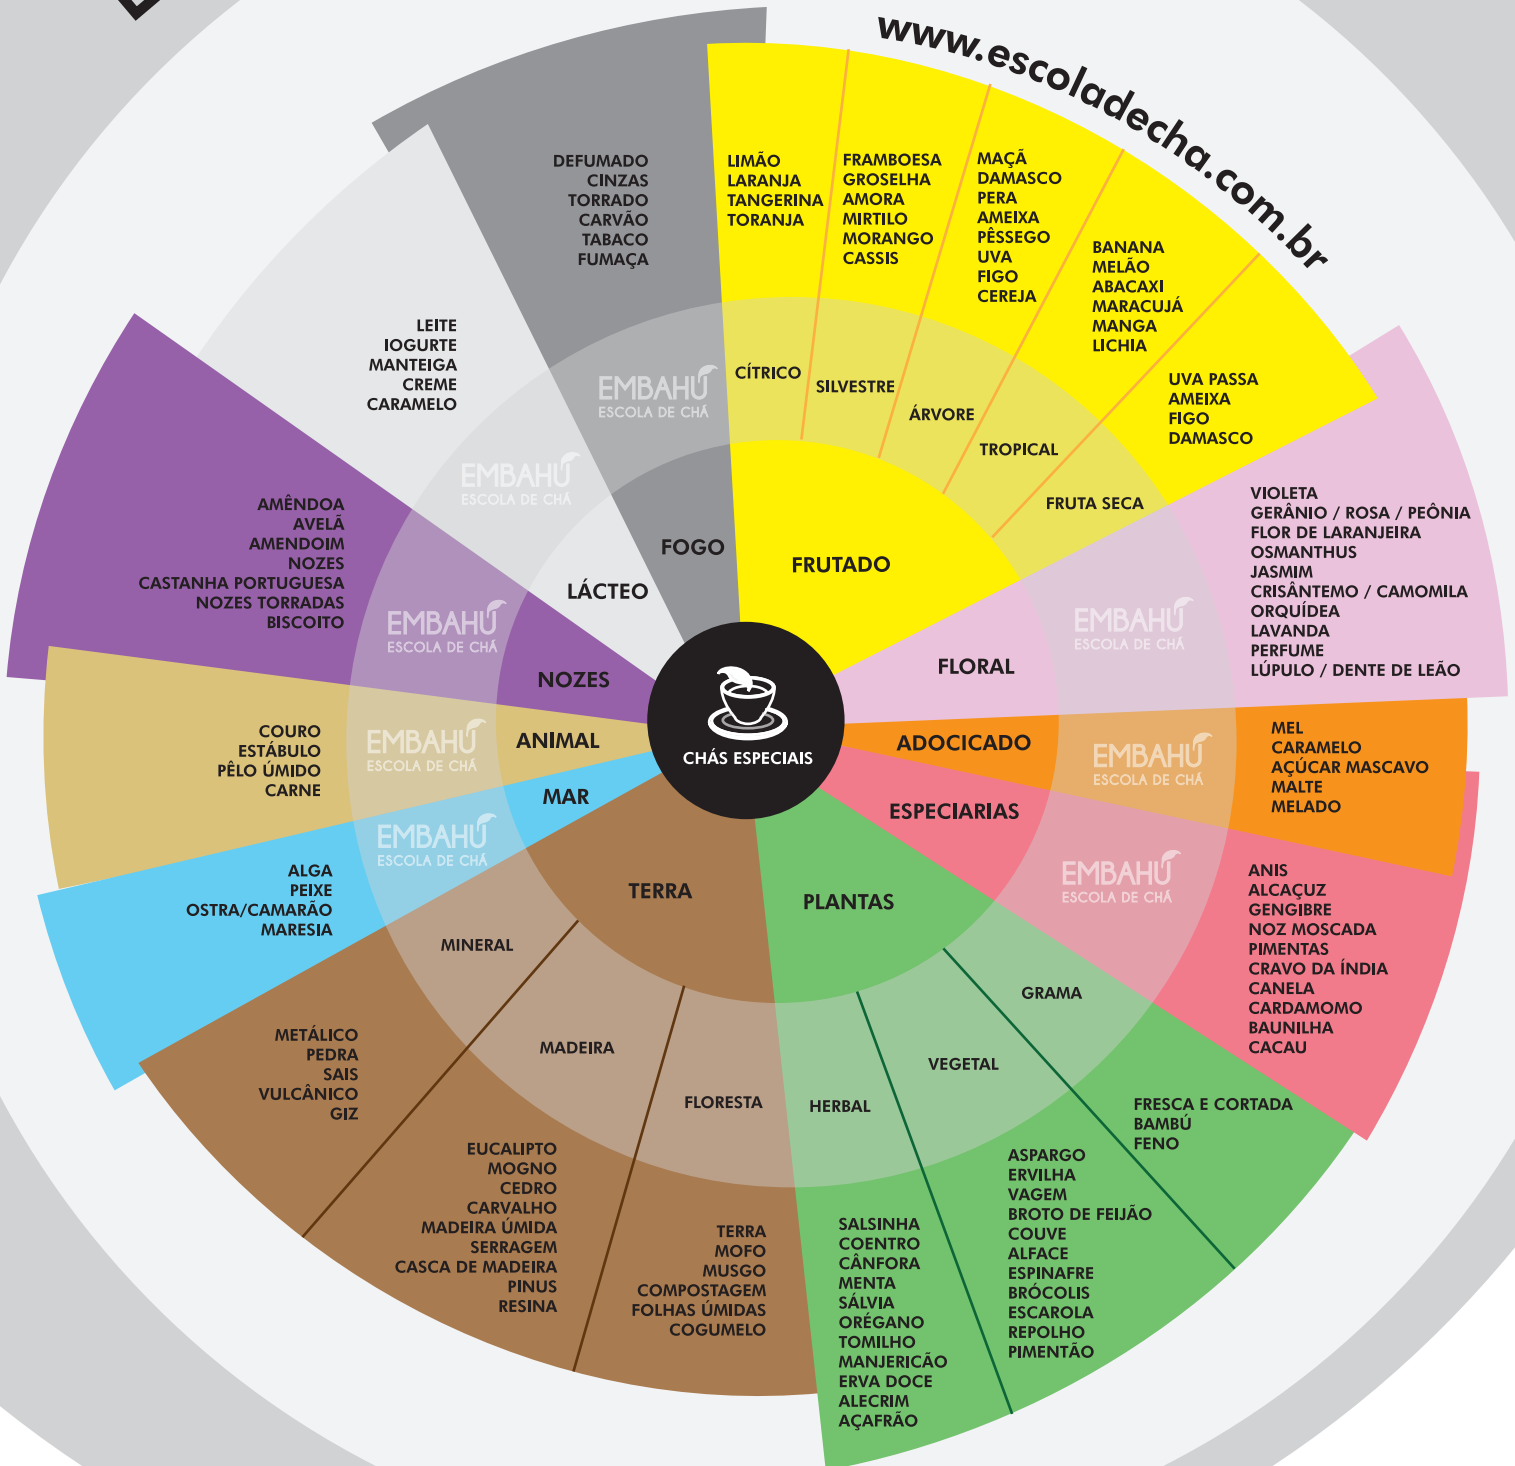 www.escoladecha.com.br
CHÁS ESPECIAIS
FRUTADO
CÍTRICO
LIMÃO
LARANJA
TANGERINA
TORANJA
SILVESTRE
FRAMBOESA
GROSELHA
AMORA
MIRTILO
MORANGO
CASSIS
ÁRVORE
MAÇÃ
DAMASCO
PERA
AMEIXA
PÊSSEGO
UVA
FIGO
CEREJA
TROPICAL
BANANA
MELÃO
ABACAXI
MARACUJÁ
MANGA
LICHIA
FRUTA SECA
UVA PASSA
AMEIXA
FIGO
DAMASCO
FLORAL
EMBAHÚ
ESCOLA DE CHÁ
VIOLETA
GERÂNIO / ROSA / PEÔNIA
FLOR DE LARANJEIRA
OSMANTHUS
JASMIM
CRISÂNTEMO / CAMOMILA
ORQUÍDEA
LAVANDA
PERFUME
LÚPULO / DENTE DE LEÃO
ADOCICADO
EMBAHÚ
ESCOLA DE CHÁ
MEL
CARAMELO
AÇÚCAR MASCAVO
MALTE
MELADO
ESPECIARIAS
EMBAHÚ
ESCOLA DE CHÁ
ANIS
ALCAÇUZ
GENGIBRE
NOZ MOSCADA
PIMENTAS
CRAVO DA ÍNDIA
CANELA
CARDAMOMO
BAUNILHA
CACAU
PLANTAS
GRAMA
FRESCA E CORTADA
BAMBÚ
FENO
VEGETAL
ASPARGO
ERVILHA
VAGEM
BROTO DE FEIJÃO
COUVE
ALFACE
ESPINAFRE
BRÓCOLIS
ESCAROLA
REPOLHO
PIMENTÃO
HERBAL
SALSINHA
COENTRO
CÂNFORA
MENTA
SÁLVIA
ORÉGANO
TOMILHO
MANJERICÃO
ERVA DOCE
ALECRIM
AÇAFRÃO
TERRA
FLORESTA
TERRA
MOFO
MUSGO
COMPOSTAGEM
FOLHAS ÚMIDAS
COGUMELO
MADEIRA
EUCALIPTO
MOGNO
CEDRO
CARVALHO
MADEIRA ÚMIDA
SERRAGEM
CASCA DE MADEIRA
PINUS
RESINA
MINERAL
METÁLICO
PEDRA
SAIS
VULCÂNICO
GIZ
MAR
EMBAHÚ
ESCOLA DE CHÁ
ALGA
PEIXE
OSTRA/CAMARÃO
MARESIA
ANIMAL
EMBAHÚ
ESCOLA DE CHÁ
COURO
ESTÁBULO
PÊLO ÚMIDO
CARNE
NOZES
EMBAHÚ
ESCOLA DE CHÁ
AMÊNDOA
AVELÃ
AMENDOIM
NOZES
CASTANHA PORTUGUESA
NOZES TORRADAS
BISCOITO
LÁCTEO
EMBAHÚ
ESCOLA DE CHÁ
LEITE
IOGURTE
MANTEIGA
CREME
CARAMELO
FOGO
EMBAHÚ
ESCOLA DE CHÁ
DEFUMADO
CINZAS
TORRADO
CARVÃO
TABACO
FUMAÇA